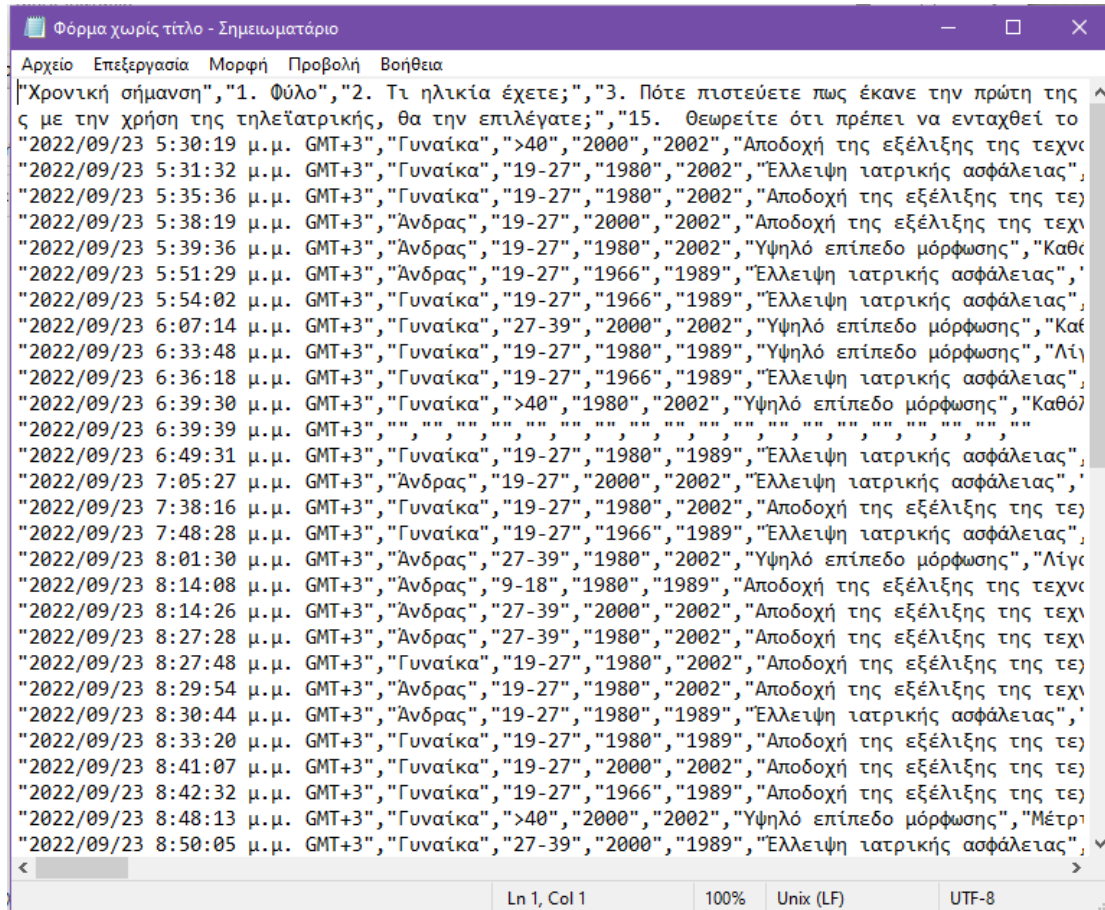 Φόρμα χωρίς τίτλο - Σημειωματάριο
Αρχείο Επεξεργασία Μορφή Προβολή Βοήθεια
"Χρονική σήμανση","1. Φύλο","2. Τι ηλικία έχετε;","3. Πότε πιστεύετε πως έκανε την πρώτη της
ς με την χρήση της τηλεϊατρικής, θα την επιλέγατε;","15.  Θεωρείτε ότι πρέπει να ενταχθεί το
"2022/09/23 5:30:19 μ.μ. GMT+3","Γυναίκα",">40","2000","2002","Αποδοχή της εξέλιξης της τεχνο
"2022/09/23 5:31:32 μ.μ. GMT+3","Γυναίκα","19-27","1980","2002","Έλλειψη ιατρικής ασφάλειας",
"2022/09/23 5:35:36 μ.μ. GMT+3","Γυναίκα","19-27","1980","2002","Αποδοχή της εξέλιξης της τεχ
"2022/09/23 5:38:19 μ.μ. GMT+3","Άνδρας","19-27","2000","2002","Αποδοχή της εξέλιξης της τεχν
"2022/09/23 5:39:36 μ.μ. GMT+3","Άνδρας","19-27","1980","2002","Υψηλό επίπεδο μόρφωσης","Καθό
"2022/09/23 5:51:29 μ.μ. GMT+3","Άνδρας","19-27","1966","1989","Έλλειψη ιατρικής ασφάλειας","
"2022/09/23 5:54:02 μ.μ. GMT+3","Γυναίκα","19-27","1966","1989","Έλλειψη ιατρικής ασφάλειας",
"2022/09/23 6:07:14 μ.μ. GMT+3","Γυναίκα","27-39","2000","2002","Υψηλό επίπεδο μόρφωσης","Καθ
"2022/09/23 6:33:48 μ.μ. GMT+3","Γυναίκα","19-27","1980","1989","Υψηλό επίπεδο μόρφωσης","Λίγ
"2022/09/23 6:36:18 μ.μ. GMT+3","Γυναίκα","19-27","1966","1989","Έλλειψη ιατρικής ασφάλειας",
"2022/09/23 6:39:30 μ.μ. GMT+3","Γυναίκα",">40","1980","2002","Υψηλό επίπεδο μόρφωσης","Καθόλ
"2022/09/23 6:39:39 μ.μ. GMT+3","","","","","","","","","","","","","","","","","","",""
"2022/09/23 6:49:31 μ.μ. GMT+3","Γυναίκα","19-27","1980","1989","Έλλειψη ιατρικής ασφάλειας",
"2022/09/23 7:05:27 μ.μ. GMT+3","Άνδρας","19-27","2000","2002","Έλλειψη ιατρικής ασφάλειας","
"2022/09/23 7:38:16 μ.μ. GMT+3","Γυναίκα","19-27","1980","2002","Αποδοχή της εξέλιξης της τεχ
"2022/09/23 7:48:28 μ.μ. GMT+3","Γυναίκα","19-27","1966","1989","Έλλειψη ιατρικής ασφάλειας",
"2022/09/23 8:01:30 μ.μ. GMT+3","Άνδρας","27-39","1980","2002","Υψηλό επίπεδο μόρφωσης","Λίγο
"2022/09/23 8:14:08 μ.μ. GMT+3","Άνδρας","9-18","1980","1989","Αποδοχή της εξέλιξης της τεχνο
"2022/09/23 8:14:26 μ.μ. GMT+3","Άνδρας","27-39","2000","2002","Αποδοχή της εξέλιξης της τεχν
"2022/09/23 8:27:28 μ.μ. GMT+3","Άνδρας","27-39","1980","2002","Αποδοχή της εξέλιξης της τεχν
"2022/09/23 8:27:48 μ.μ. GMT+3","Γυναίκα","19-27","1980","2002","Αποδοχή της εξέλιξης της τεχ
"2022/09/23 8:29:54 μ.μ. GMT+3","Άνδρας","19-27","1980","2002","Αποδοχή της εξέλιξης της τεχν
"2022/09/23 8:30:44 μ.μ. GMT+3","Άνδρας","19-27","1980","1989","Έλλειψη ιατρικής ασφάλειας","
"2022/09/23 8:33:20 μ.μ. GMT+3","Γυναίκα","19-27","1980","1989","Αποδοχή της εξέλιξης της τεχ
"2022/09/23 8:41:07 μ.μ. GMT+3","Γυναίκα","19-27","2000","2002","Αποδοχή της εξέλιξης της τεχ
"2022/09/23 8:42:32 μ.μ. GMT+3","Γυναίκα","19-27","1966","1989","Αποδοχή της εξέλιξης της τεχ
"2022/09/23 8:48:13 μ.μ. GMT+3","Γυναίκα",">40","2000","2002","Υψηλό επίπεδο μόρφωσης","Μέτρι
"2022/09/23 8:50:05 μ.μ. GMT+3","Γυναίκα","27-39","2000","1989","Έλλειψη ιατρικής ασφάλειας",
Ln 1, Col 1 100% Unix (LF) UTF-8